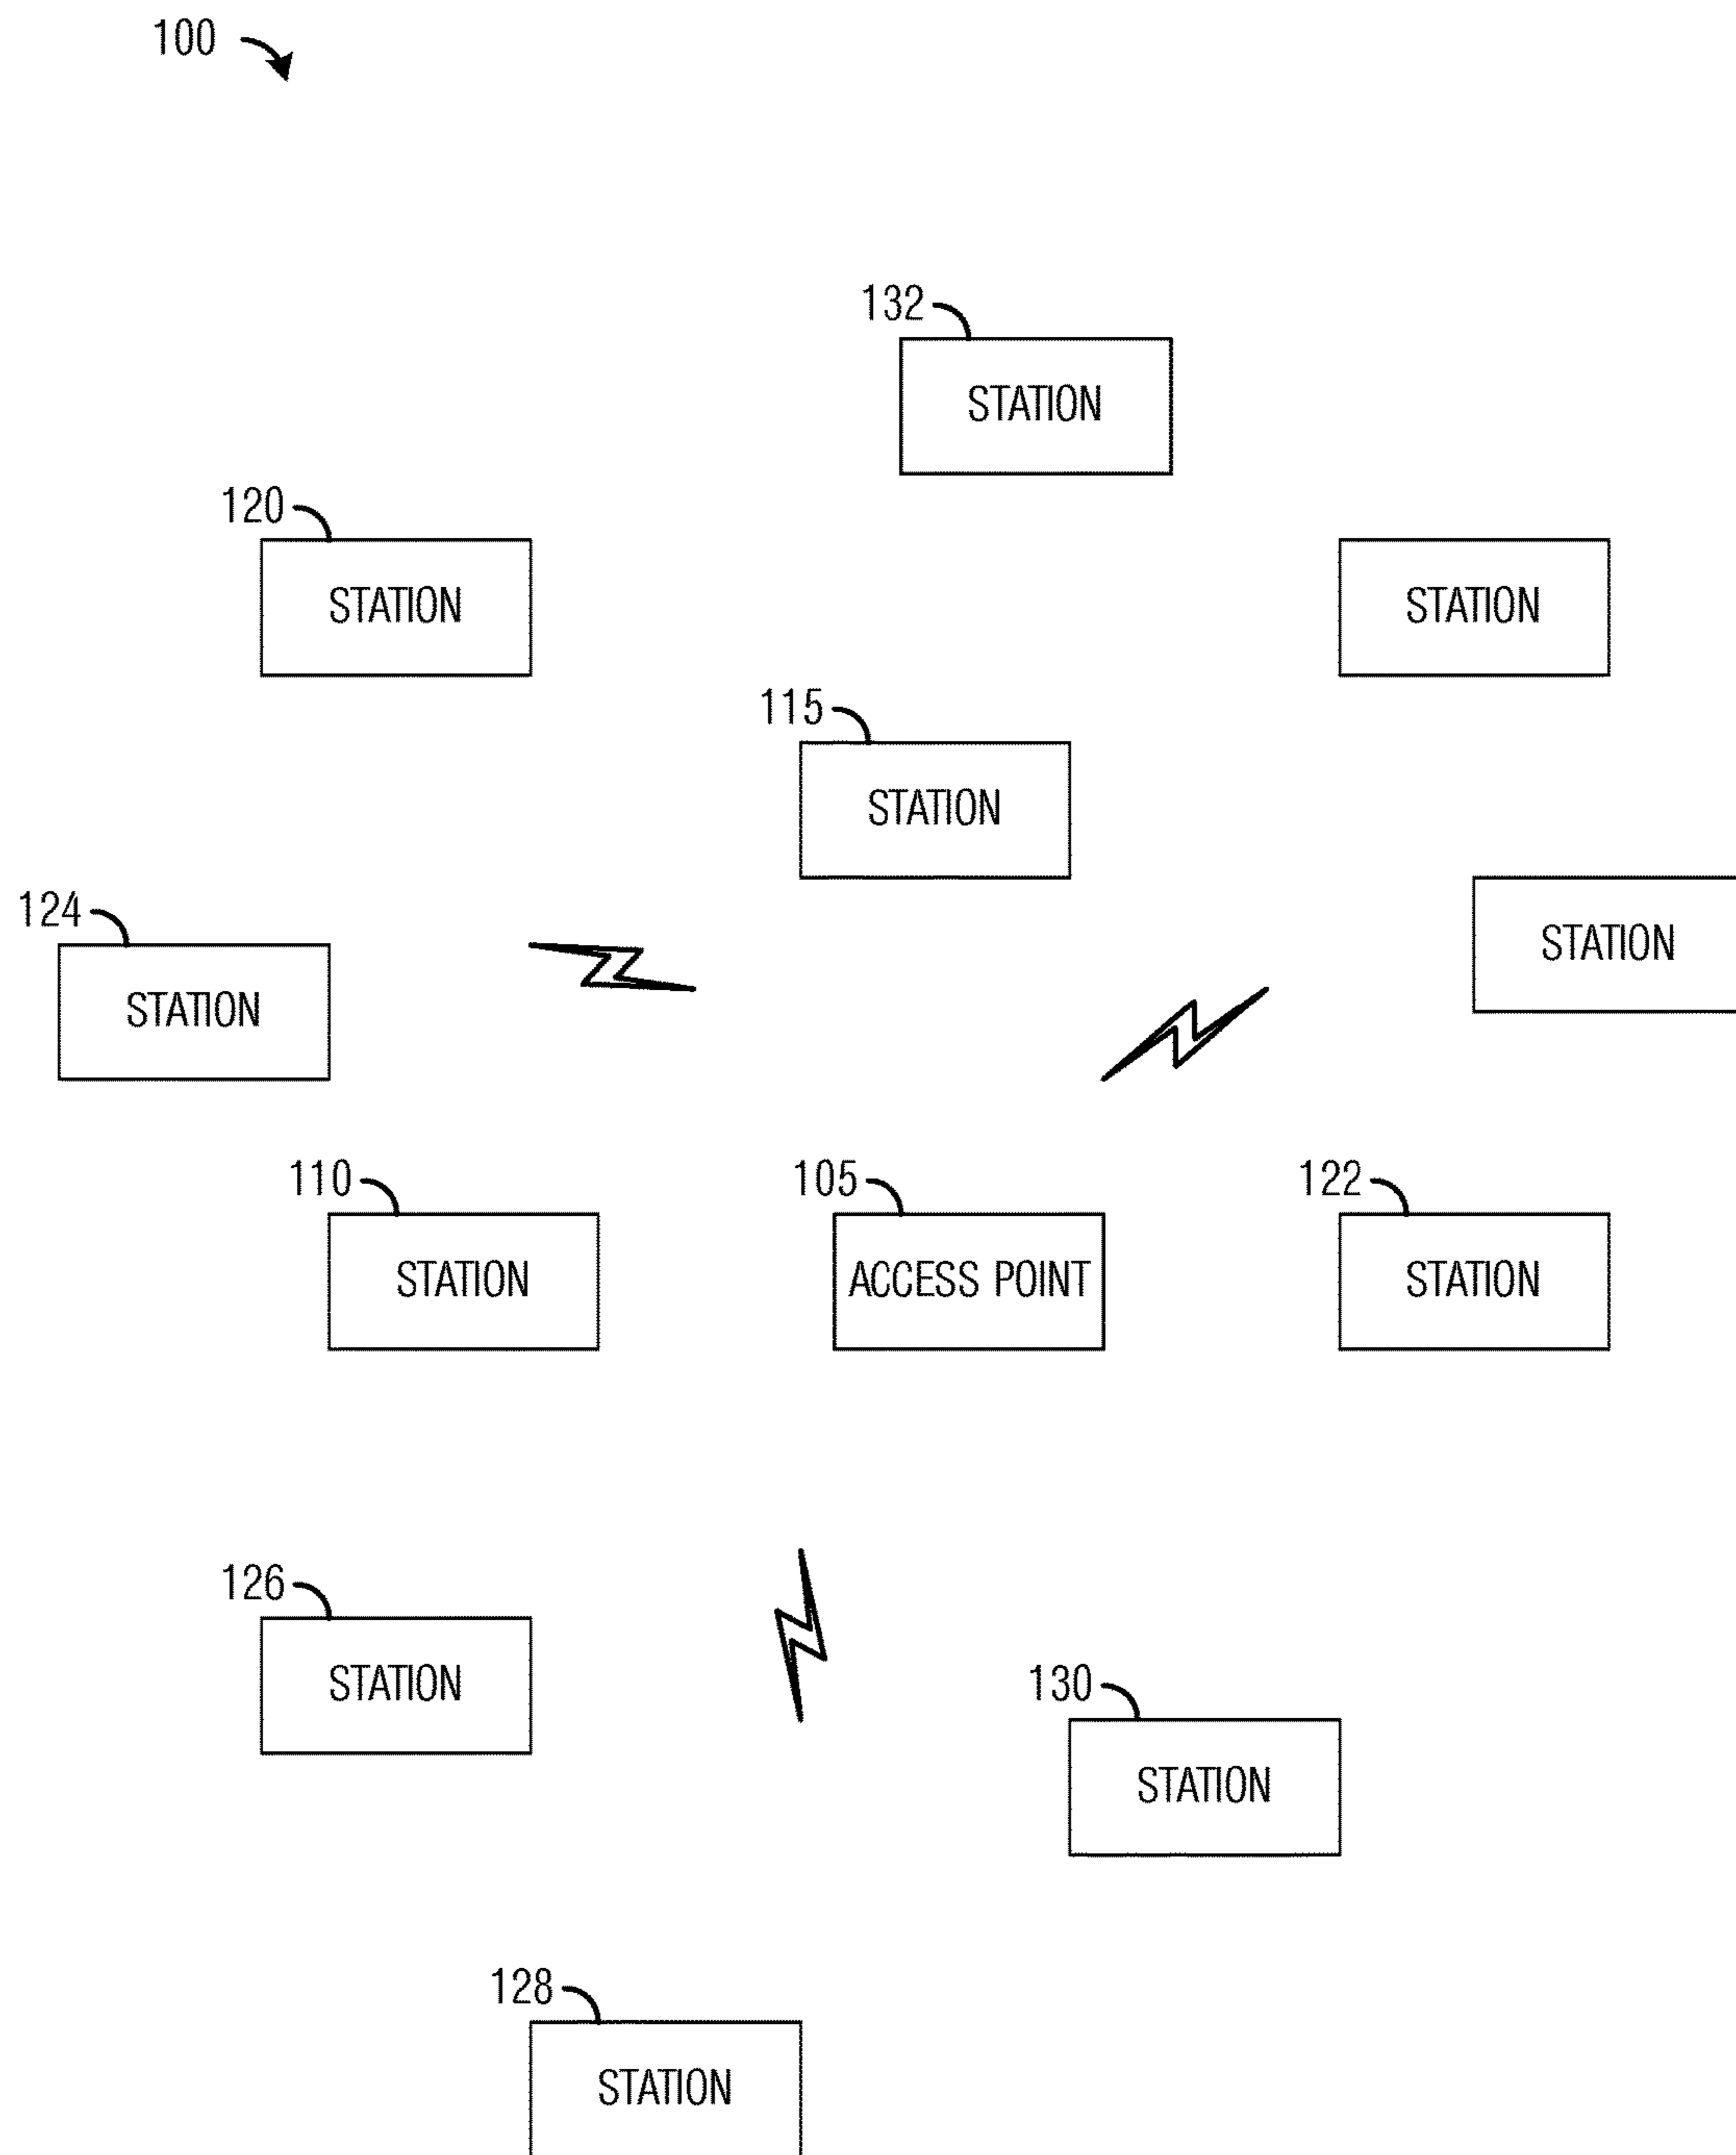 100
132
STATION
120
STATION
STATION
115
STATION
STATION
124
STATION
110
STATION
105
ACCESS POINT
122
STATION
126
STATION
130
STATION
128
STATION